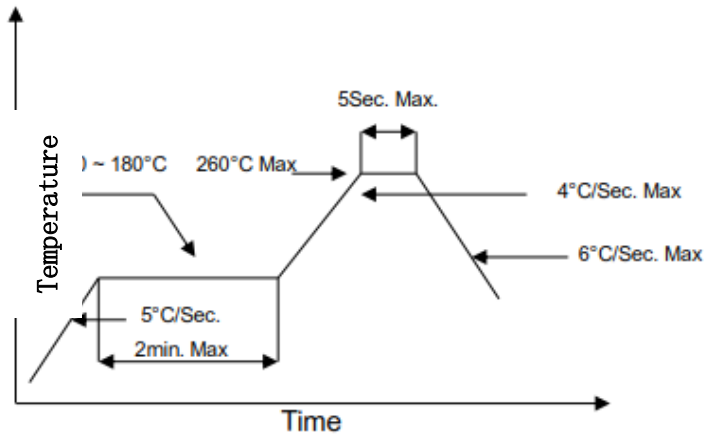 5Sec. Max.
~ 180°C 260°C Max
4°C/Sec. Max
6°C/Sec. Max
Temperature
5°C/Sec.
2min. Max
Time